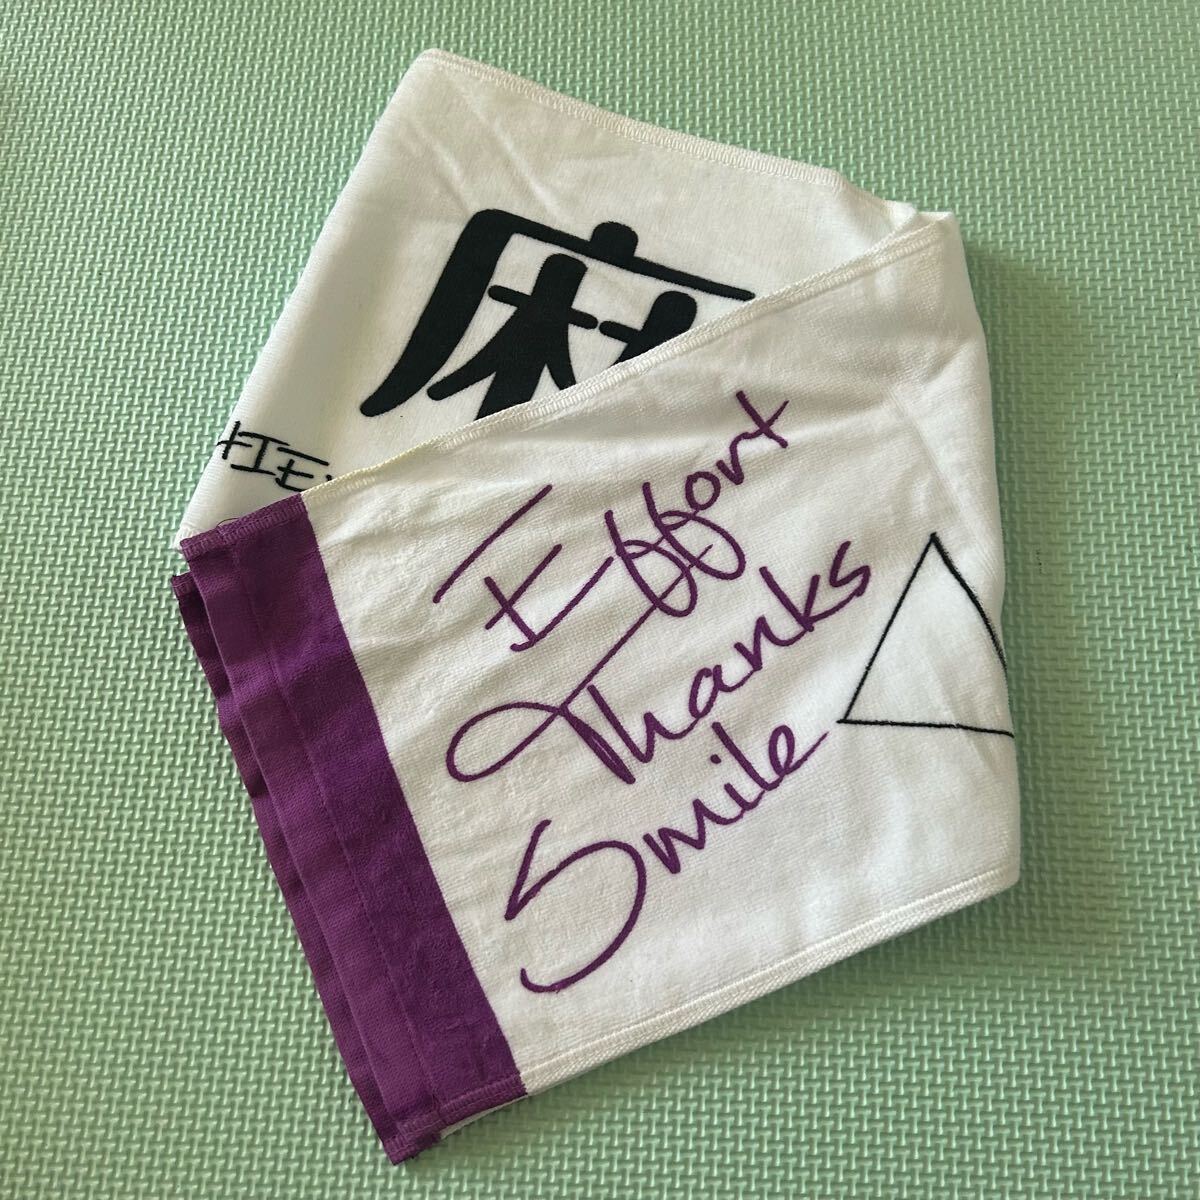 麻
Effort
Thanks
Smile